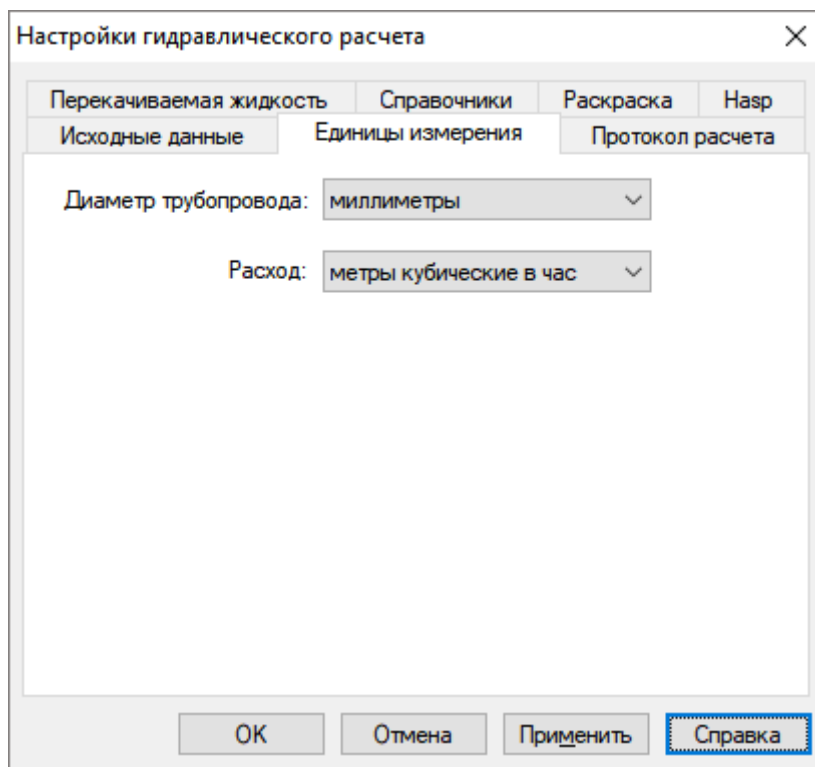 Настройки гидравлического расчета
Перекачиваемая жидкость Справочники Раскраска Hasp
Исходные данные Единицы измерения Протокол расчета
Диаметр трубопровода: миллиметры
Расход: метры кубические в час
OK Отмена Применить Справка